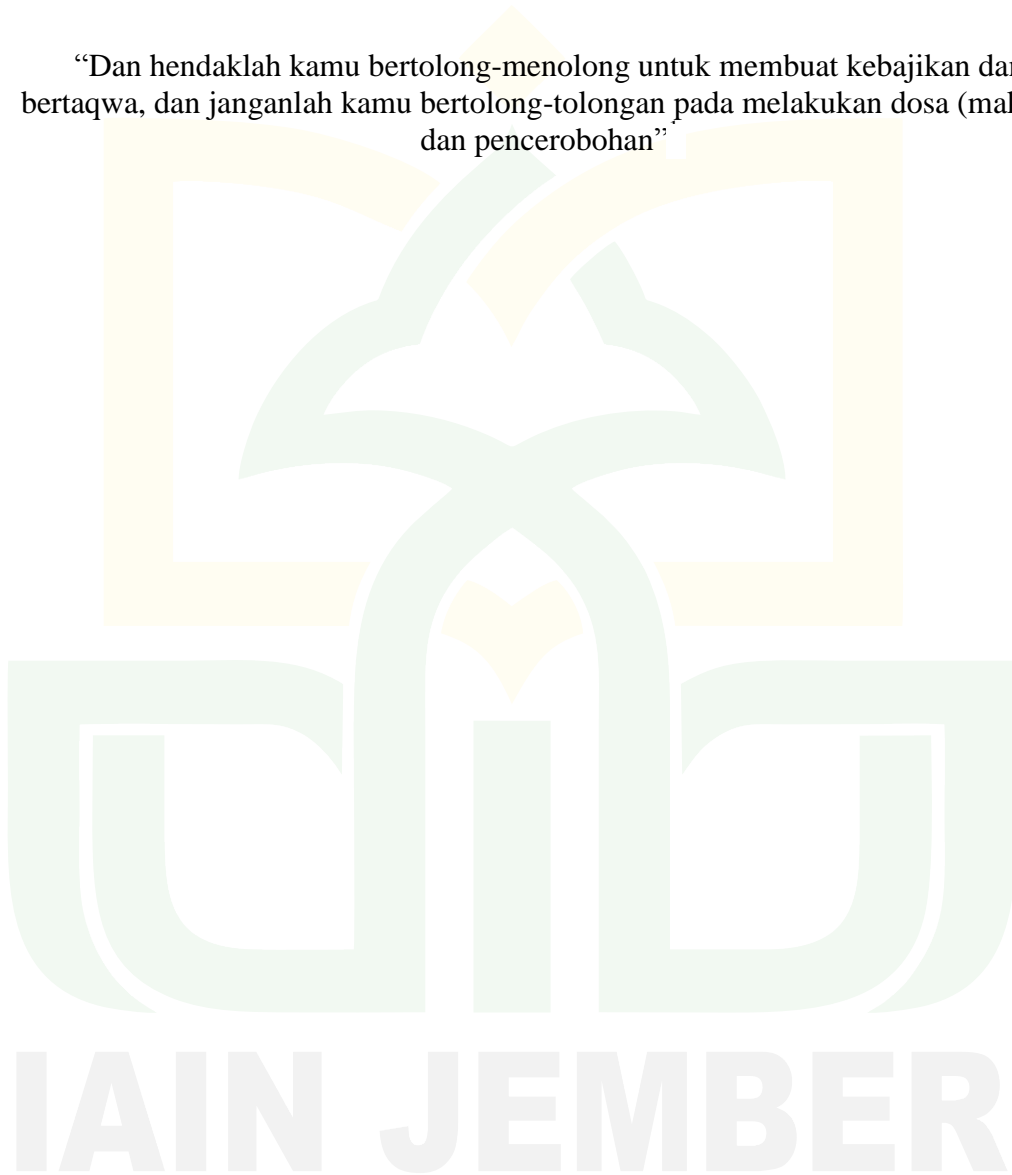 “Dan hendaklah kamu bertolong-menolong untuk membuat kebajikan dan
bertaqwa, dan janganlah kamu bertolong-tolongan pada melakukan dosa
dan pencerobohan”
IAIN JEMBER